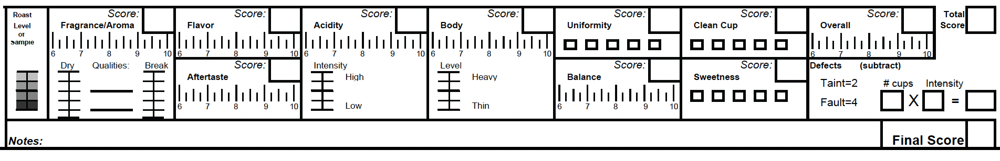 Roast
Level
of
Sample
Score:
Fragrance/Aroma
6 7 8 9 10
Dry Qualities: Break
Score:
Flavor
6 7 8 9 10
Score:
Aftertaste
6 7 8 9 10
Score:
Acidity
6 7 8 9 10
Intensity
High
Low
Score:
Body
6 7 8 9 10
Level
Heavy
Thin
Score:
Uniformity
Score:
Balance
6 7 8 9 10
Score:
Clean Cup
Score:
Sweetness
Score:
Overall
6 7 8 9 10
Total
Score
Defects (subtract)
Taint=2 # cups Intensity
Fault=4 X =
Notes:
Final Score